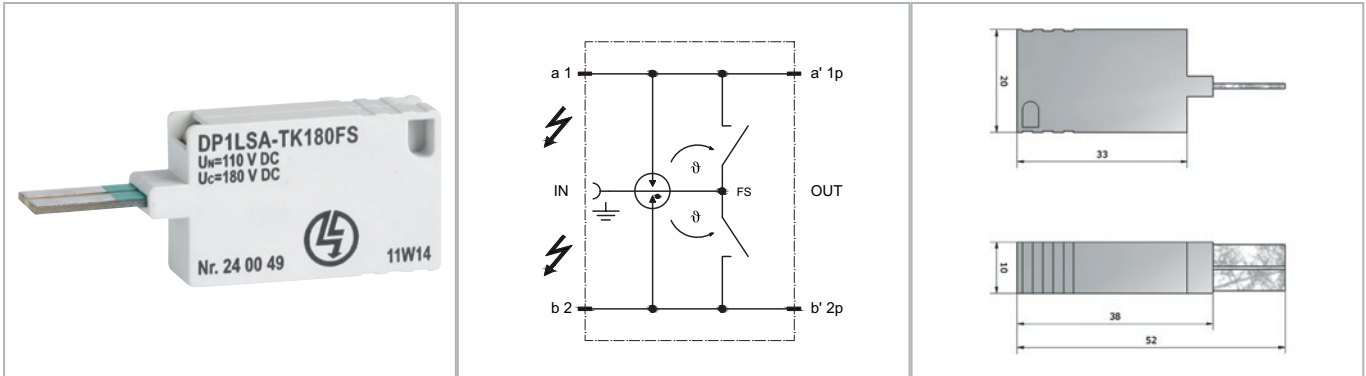 DP1LSA-TK180FS
UN=110 V DC
UC=180 V DC
Nr. 24 00 49
11W14
a 1
a' 1p
ϑ
IN
FS
OUT
ϑ
b 2
b' 2p
20
33
10
38
52